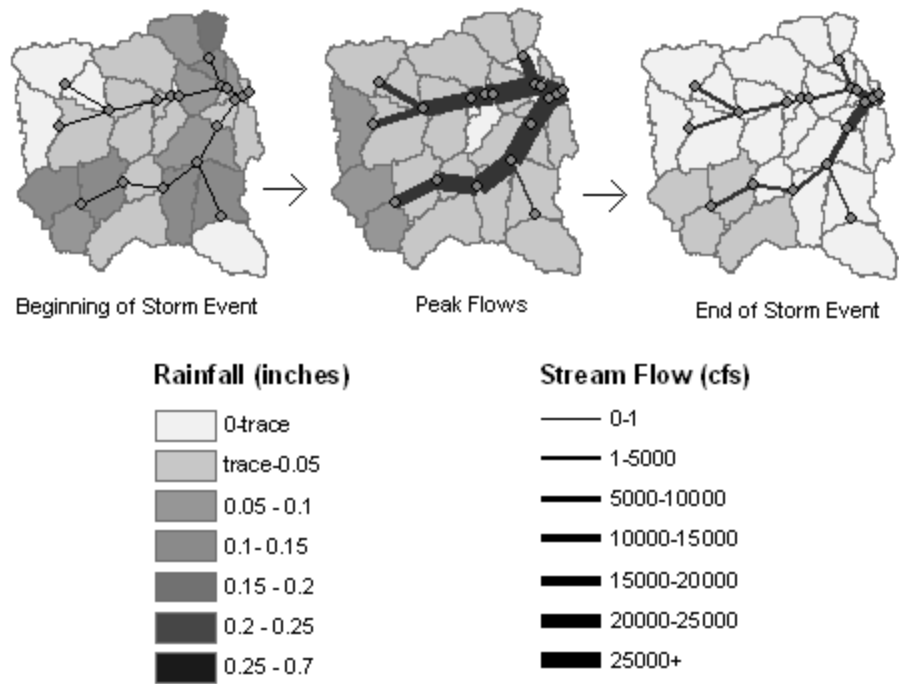 Beginning of Storm Event
Peak Flows
End of Storm Event
Rainfall (inches)
0-trace
trace-0.05
0.05 - 0.1
0.1 - 0.15
0.15 - 0.2
0.2 - 0.25
0.25 - 0.7
Stream Flow (cfs)
0-1
1-5000
5000-10000
10000-15000
15000-20000
20000-25000
25000+